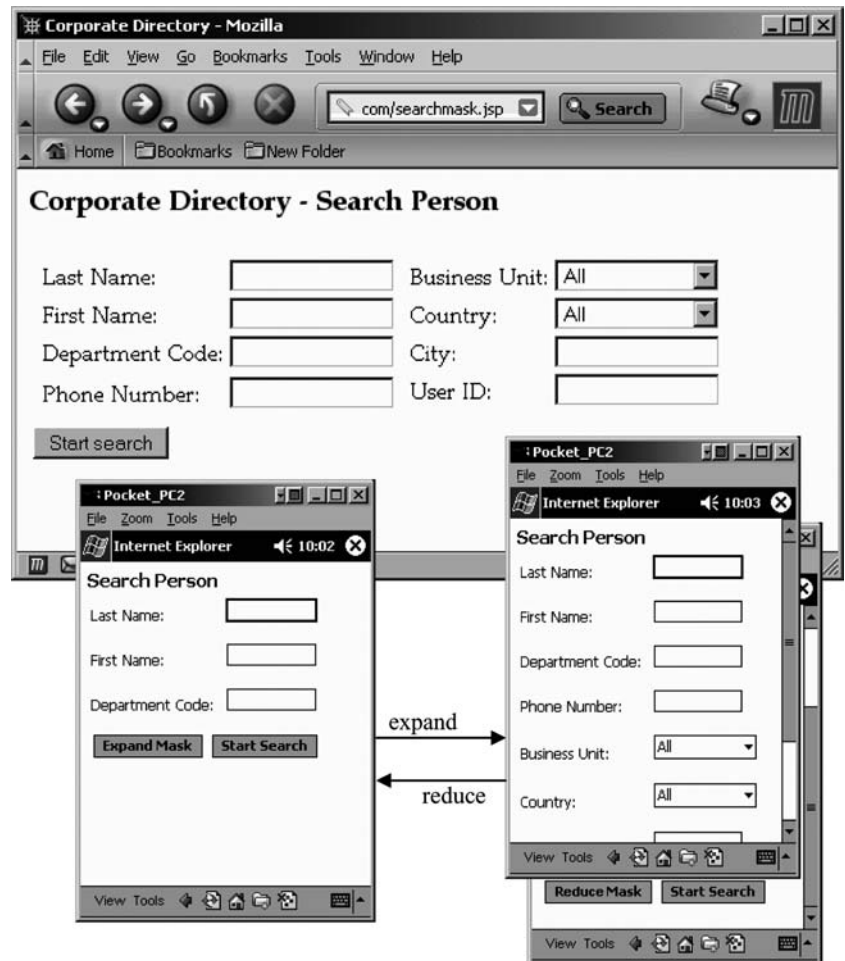 Corporate Directory - Mozilla
File Edit View Go Bookmarks Tools Window Help
com/searchmask.jsp Search
Home Bookmarks New Folder
Corporate Directory - Search Person
Last Name: Business Unit: All
First Name: Country: All
Department Code: City:
Phone Number: User ID:
Start search
Pocket_PC2
File Zoom Tools Help
Internet Explorer 10:02
Search Person
Last Name:
First Name:
Department Code:
Expand Mask Start Search
View Tools
expand
reduce
Pocket_PC2
File Zoom Tools Help
Internet Explorer 10:03
Search Person
Last Name:
First Name:
Department Code:
Phone Number:
Business Unit: All
Country: All
View Tools
Reduce Mask Start Search
View Tools